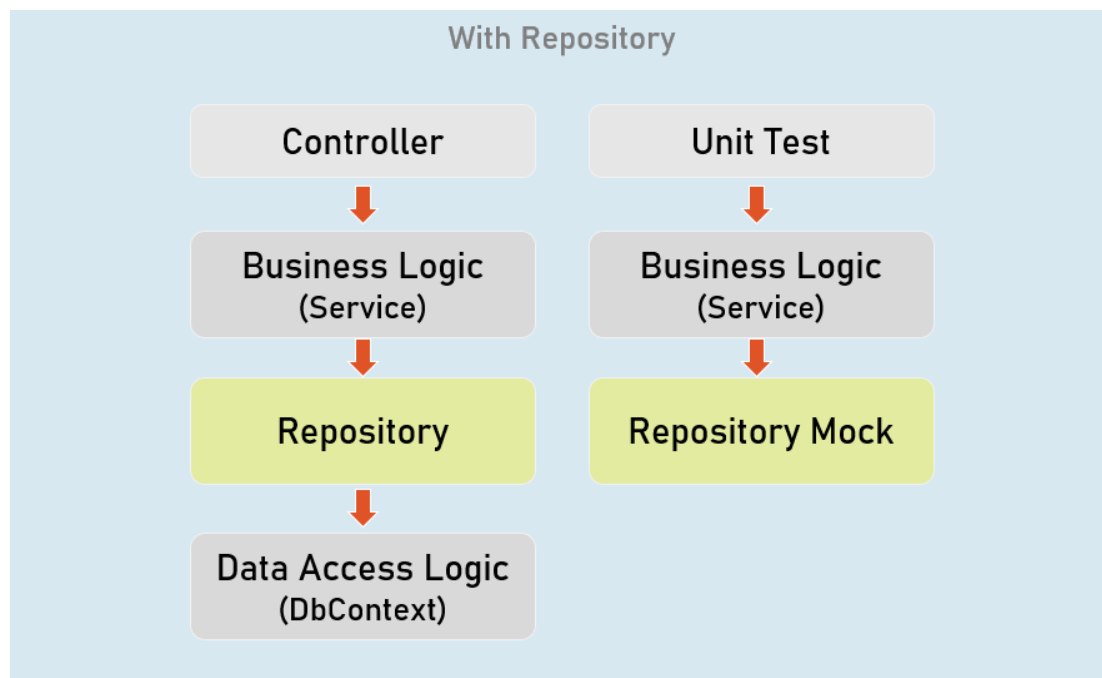 With Repository
Controller
Unit Test
Business Logic
(Service)
Business Logic
(Service)
Repository
Repository Mock
Data Access Logic
(DbContext)